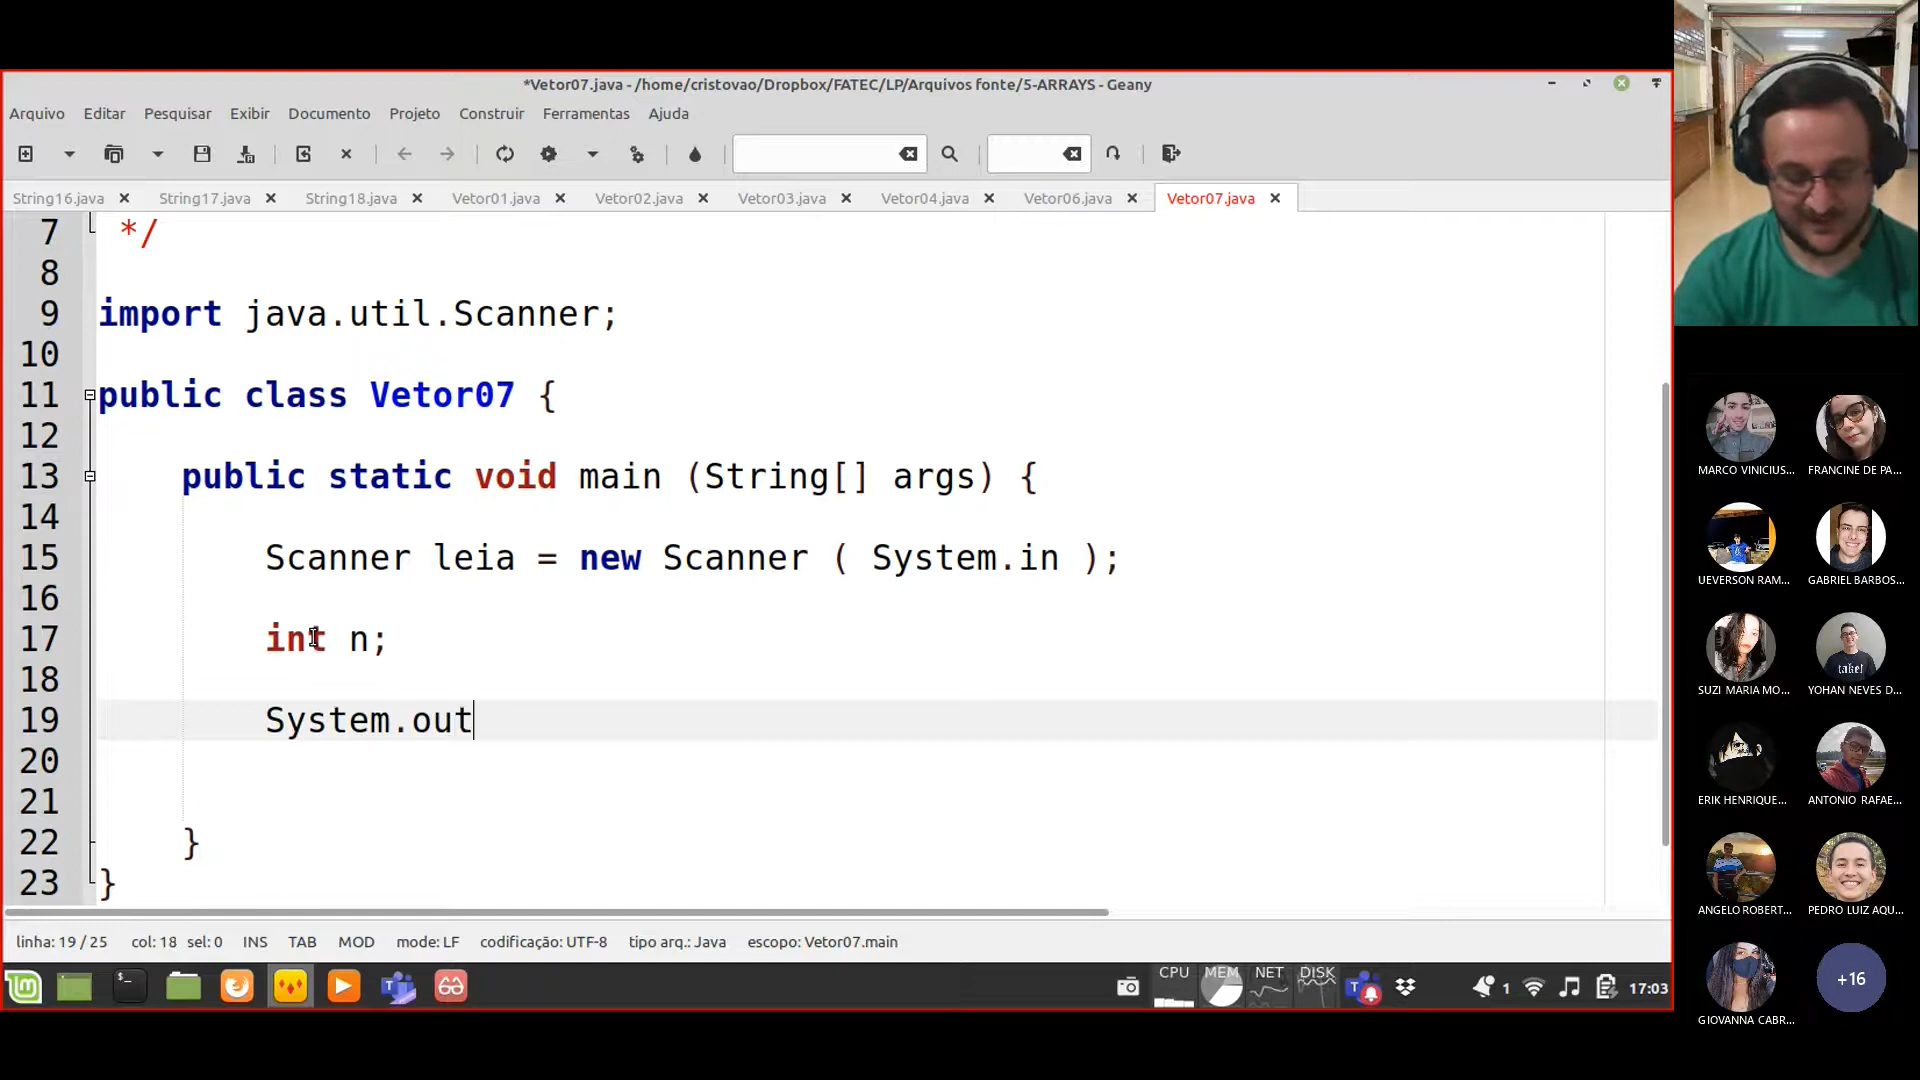 *Vetor07.java - /home/cristovao/Dropbox/FATEC/LP/Arquivos fonte/5-ARRAYS - Geany
Arquivo Editar Pesquisar Exibir Documento Projeto Construir Ferramentas Ajuda
String16.java String17.java String18.java Vetor01.java Vetor02.java Vetor03.java Vetor04.java Vetor06.java Vetor07.java
7 */
8
9 import java.util.Scanner;
10
11 public class Vetor07 {
12
13 public static void main (String[] args) {
14
15 Scanner leia = new Scanner ( System.in );
16
17 int n;
18
19 System.out
20
21
22 }
23 }
linha: 19 / 25 col: 18 sel: 0 INS TAB MOD mode: LF codificação: UTF-8 tipo arq.: Java escopo: Vetor07.main
CPU MEM NET DISK 1 17:03
MARCO VINICIUS... FRANCINE DE PA...
UEVERSON RAM... GABRIEL BARBOS...
taket
SUZI MARIA MO... YOHAN NEVES D...
ERIK HENRIQUE... ANTONIO RAFAE...
ANGELO ROBERT... PEDRO LUIZ AQU...
+16
GIOVANNA CABR...